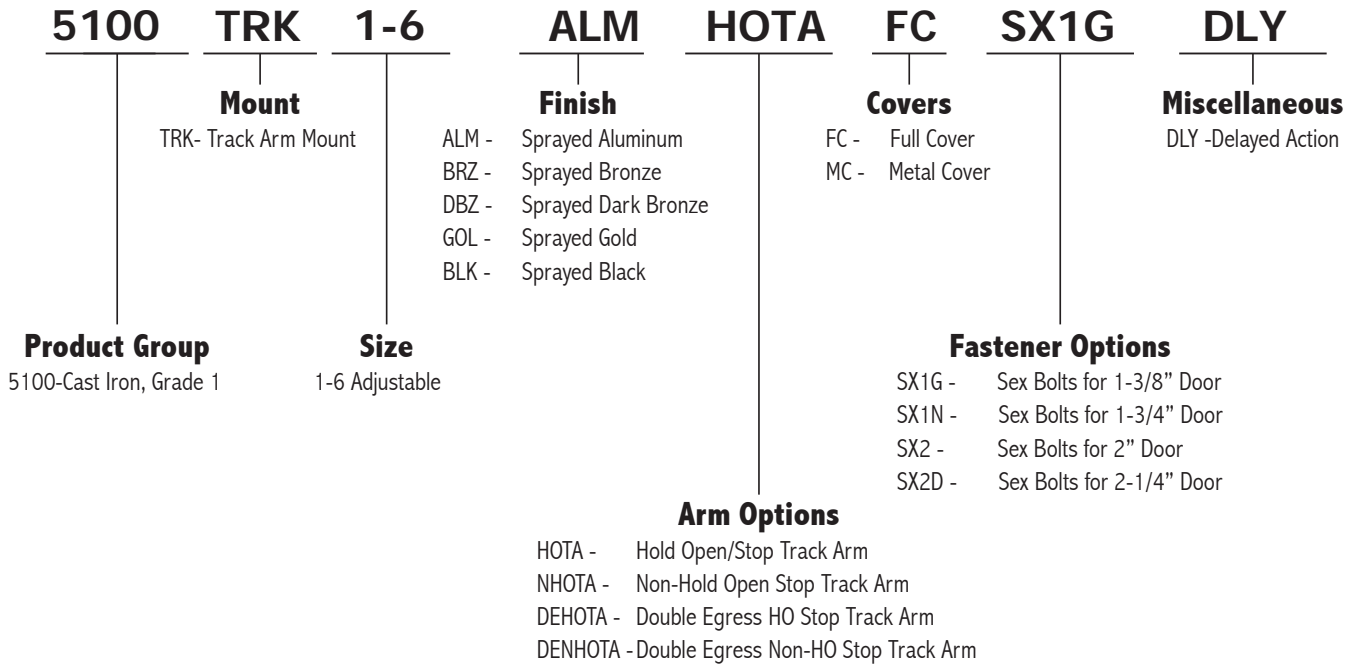 5100 TRK 1-6 ALM HOTA FC SX1G DLY
Mount
TRK- Track Arm Mount
Finish
ALM - Sprayed Aluminum
BRZ - Sprayed Bronze
DBZ - Sprayed Dark Bronze
GOL - Sprayed Gold
BLK - Sprayed Black
Covers
FC - Full Cover
MC - Metal Cover
Miscellaneous
DLY -Delayed Action
Product Group
5100-Cast Iron, Grade 1
Size
1-6 Adjustable
Fastener Options
SX1G - Sex Bolts for 1-3/8” Door
SX1N - Sex Bolts for 1-3/4” Door
SX2 - Sex Bolts for 2” Door
SX2D - Sex Bolts for 2-1/4” Door
Arm Options
HOTA - Hold Open/Stop Track Arm
NHOTA - Non-Hold Open Stop Track Arm
DEHOTA - Double Egress HO Stop Track Arm
DENHOTA - Double Egress Non-HO Stop Track Arm